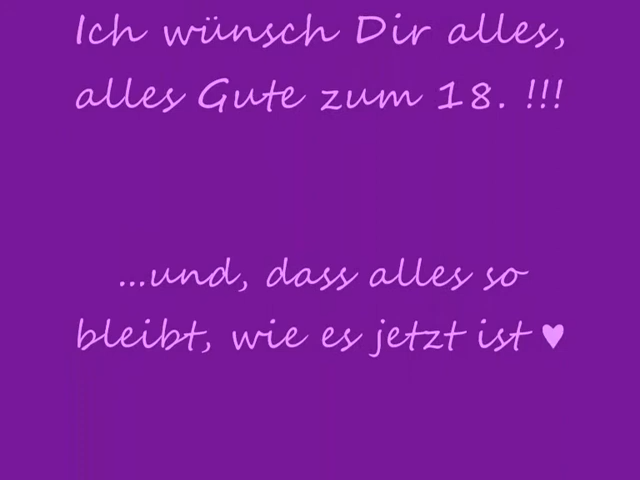 Ich wünsch Dir alles,
alles Gute zum 18. !!!
...und, dass alles so
bleibt, wie es jetzt ist ♥